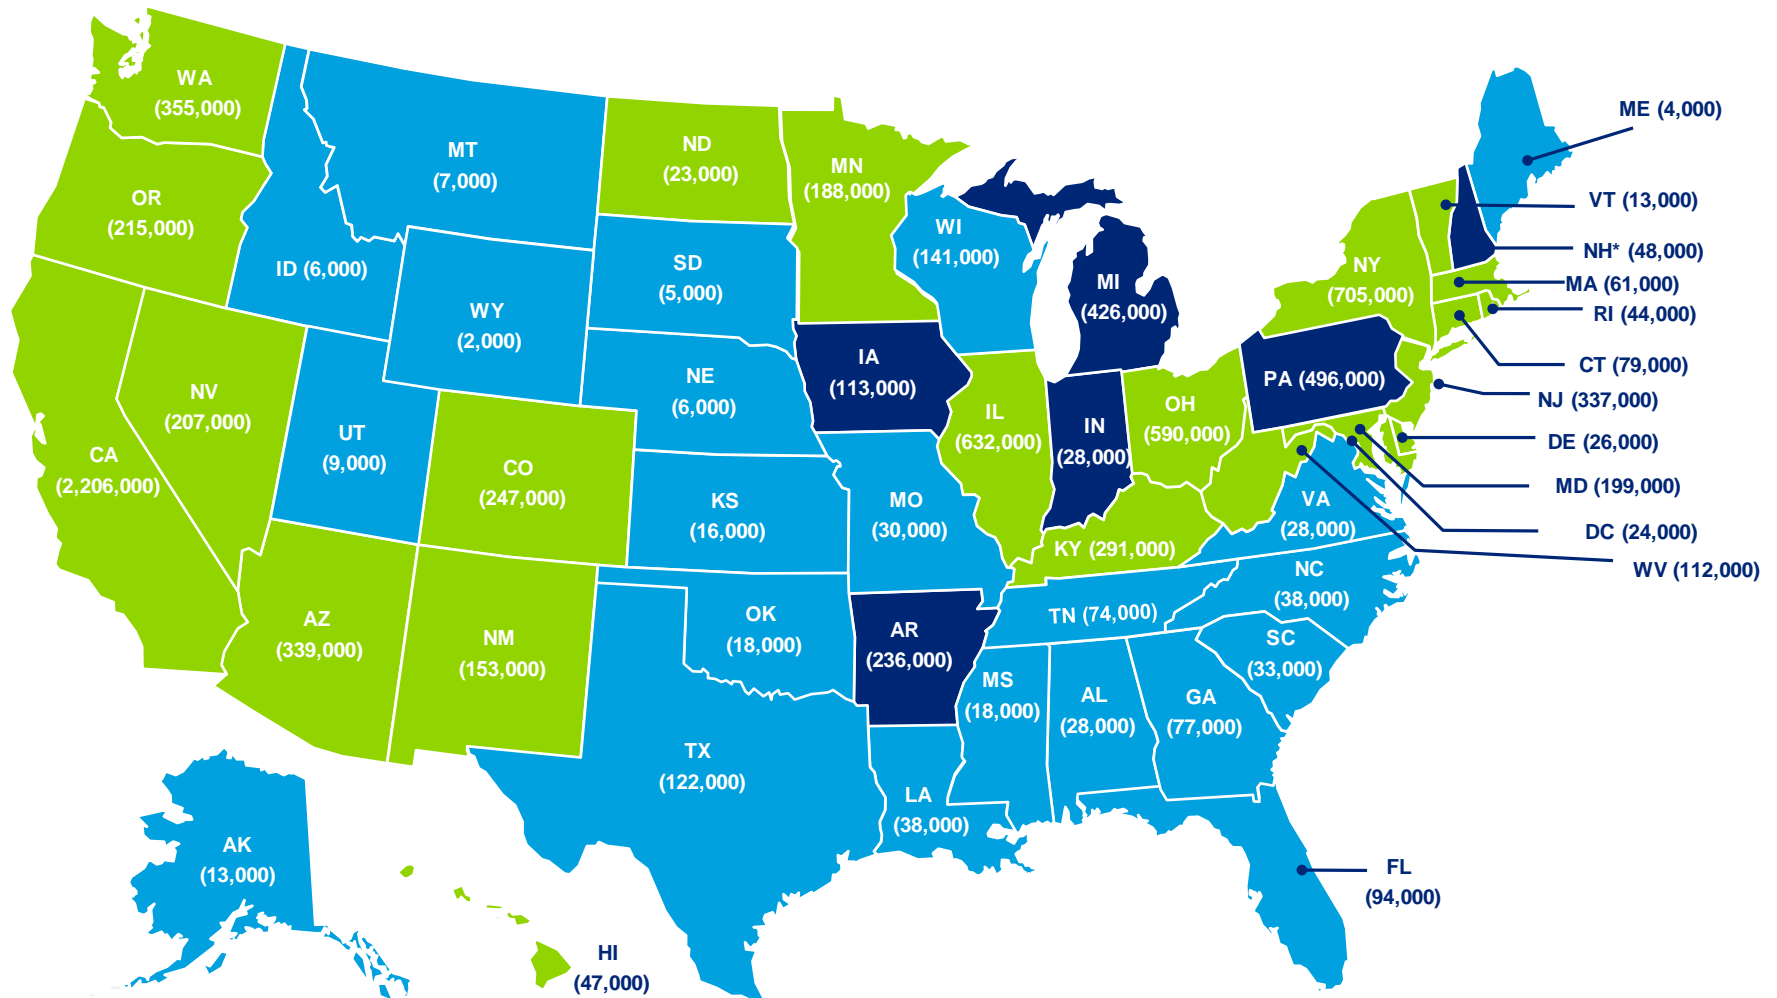 WA
(355,000)
OR
(215,000)
CA
(2,206,000)
NV
(207,000)
ID (6,000)
MT
(7,000)
WY
(2,000)
UT
(9,000)
AZ
(339,000)
CO
(247,000)
NM
(153,000)
ND
(23,000)
SD
(5,000)
NE
(6,000)
KS
(16,000)
OK
(18,000)
TX
(122,000)
MN
(188,000)
IA
(113,000)
MO
(30,000)
AR
(236,000)
LA
(38,000)
WI
(141,000)
IL
(632,000)
MI
(426,000)
IN
(28,000)
OH
(590,000)
KY (291,000)
TN (74,000)
MS
(18,000)
AL
(28,000)
GA
(77,000)
SC
(33,000)
NC
(38,000)
VA
(28,000)
PA (496,000)
NY
(705,000)
ME (4,000)
VT (13,000)
NH* (48,000)
MA (61,000)
RI (44,000)
CT (79,000)
NJ (337,000)
DE (26,000)
MD (199,000)
DC (24,000)
WV (112,000)
FL
(94,000)
AK
(13,000)
HI
(47,000)